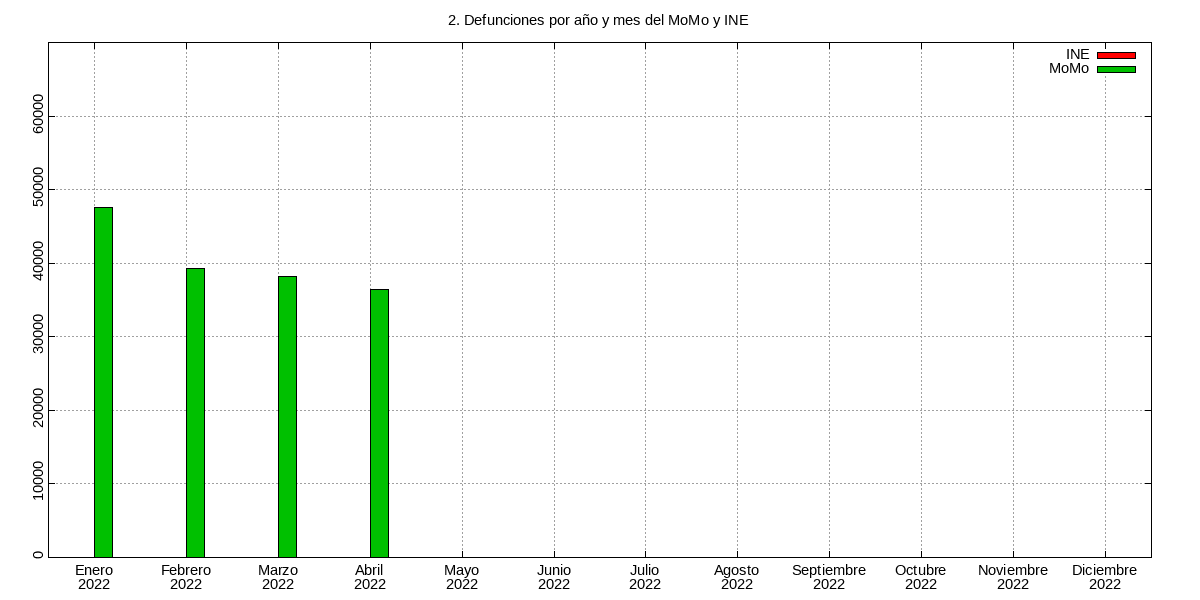 2. Defunciones por año y mes del MoMo y INE
INE
MoMo
60000
50000
40000
30000
20000
10000
0
Enero Febrero Marzo Abril Mayo Junio Julio Agosto Septiembre Octubre Noviembre Diciembre
2022 2022 2022 2022 2022 2022 2022 2022 2022 2022 2022 2022